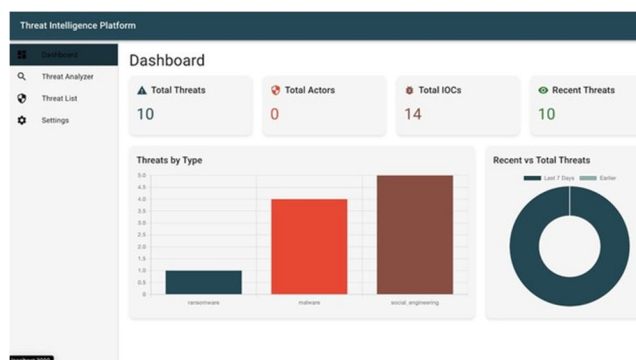 Threat Intelligence Platform
Dashboard
Threat Analyzer
Threat List
Settings
Dashboard
Total Threats
10
Total Actors
0
Total IOCs
14
Recent Threats
10
Threats by Type
5.0
4.5
4.0
3.5
3.0
2.5
2.0
1.5
1.0
0.5
0
ransomware
malware
social_engineering
Recent vs Total Threats
Last 7 Days
Earlier